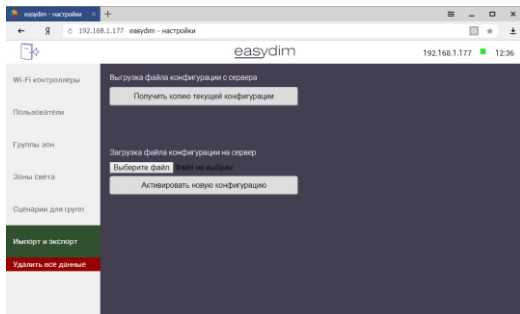 easydim - настройки
Я
192.168.1.177 easydim - настройки
easydim
192.168.1.177
12:36
Wi-Fi контроллеры
Пользователи
Группы зон
Зоны света
Сценарии для групп
Импорт и экспорт
Удалить все данные
Выгрузка файла конфигурации с сервера
Получить копию текущей конфигурации
Загрузка файла конфигурации на сервер
Выберите файл Файл не выбран
Активировать новую конфигурацию